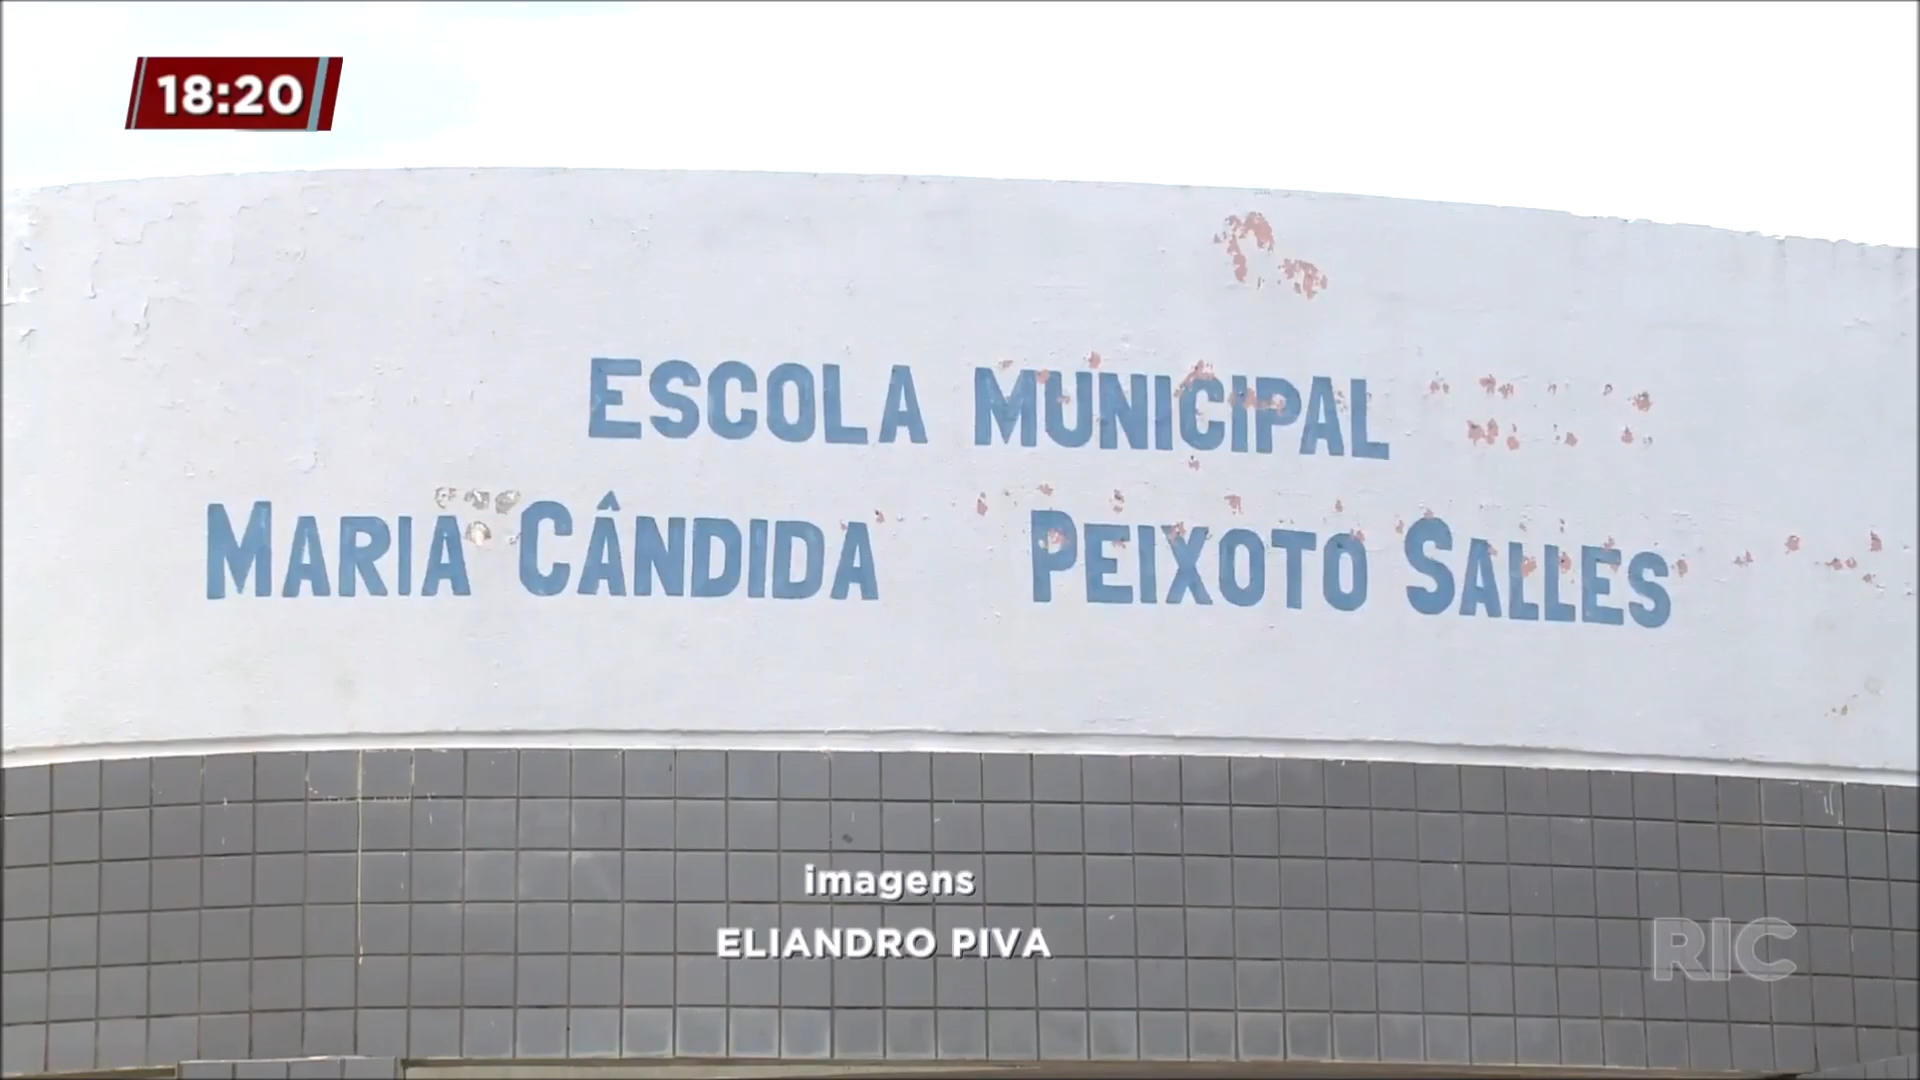 18:20
ESCOLA MUNICIPAL
MARIA CÂNDIDA PEIXOTO SALLES
imagens
ELIANDRO PIVA
RIC